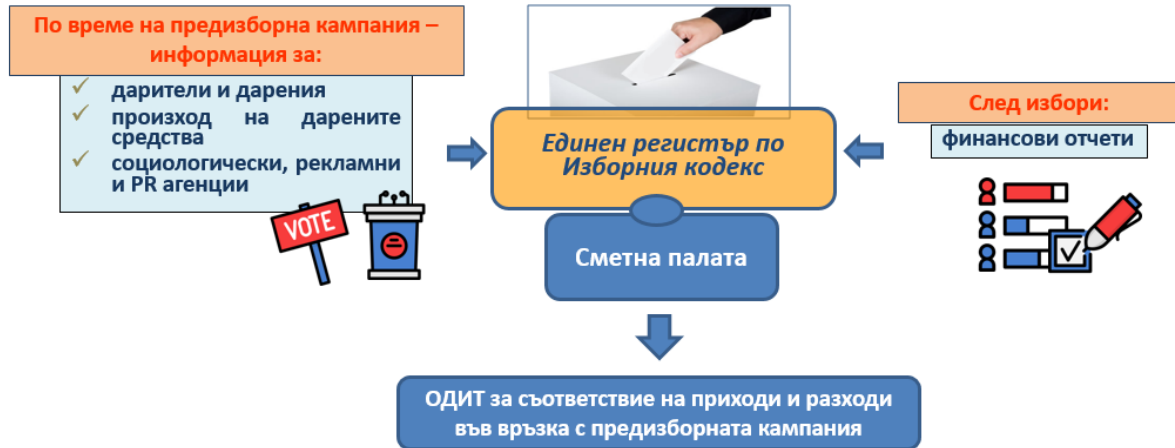 По време на предизборна кампания –
информация за:
✓ дарители и дарения
✓ произход на дарените
средства
✓ социологически, рекламни
и PR агенции
VOTE
Единен регистър по
Изборния кодекс
Сметна палата
След избори:
финансови отчети
ОДИТ за съответствие на приходи и разходи
във връзка с предизборната кампания